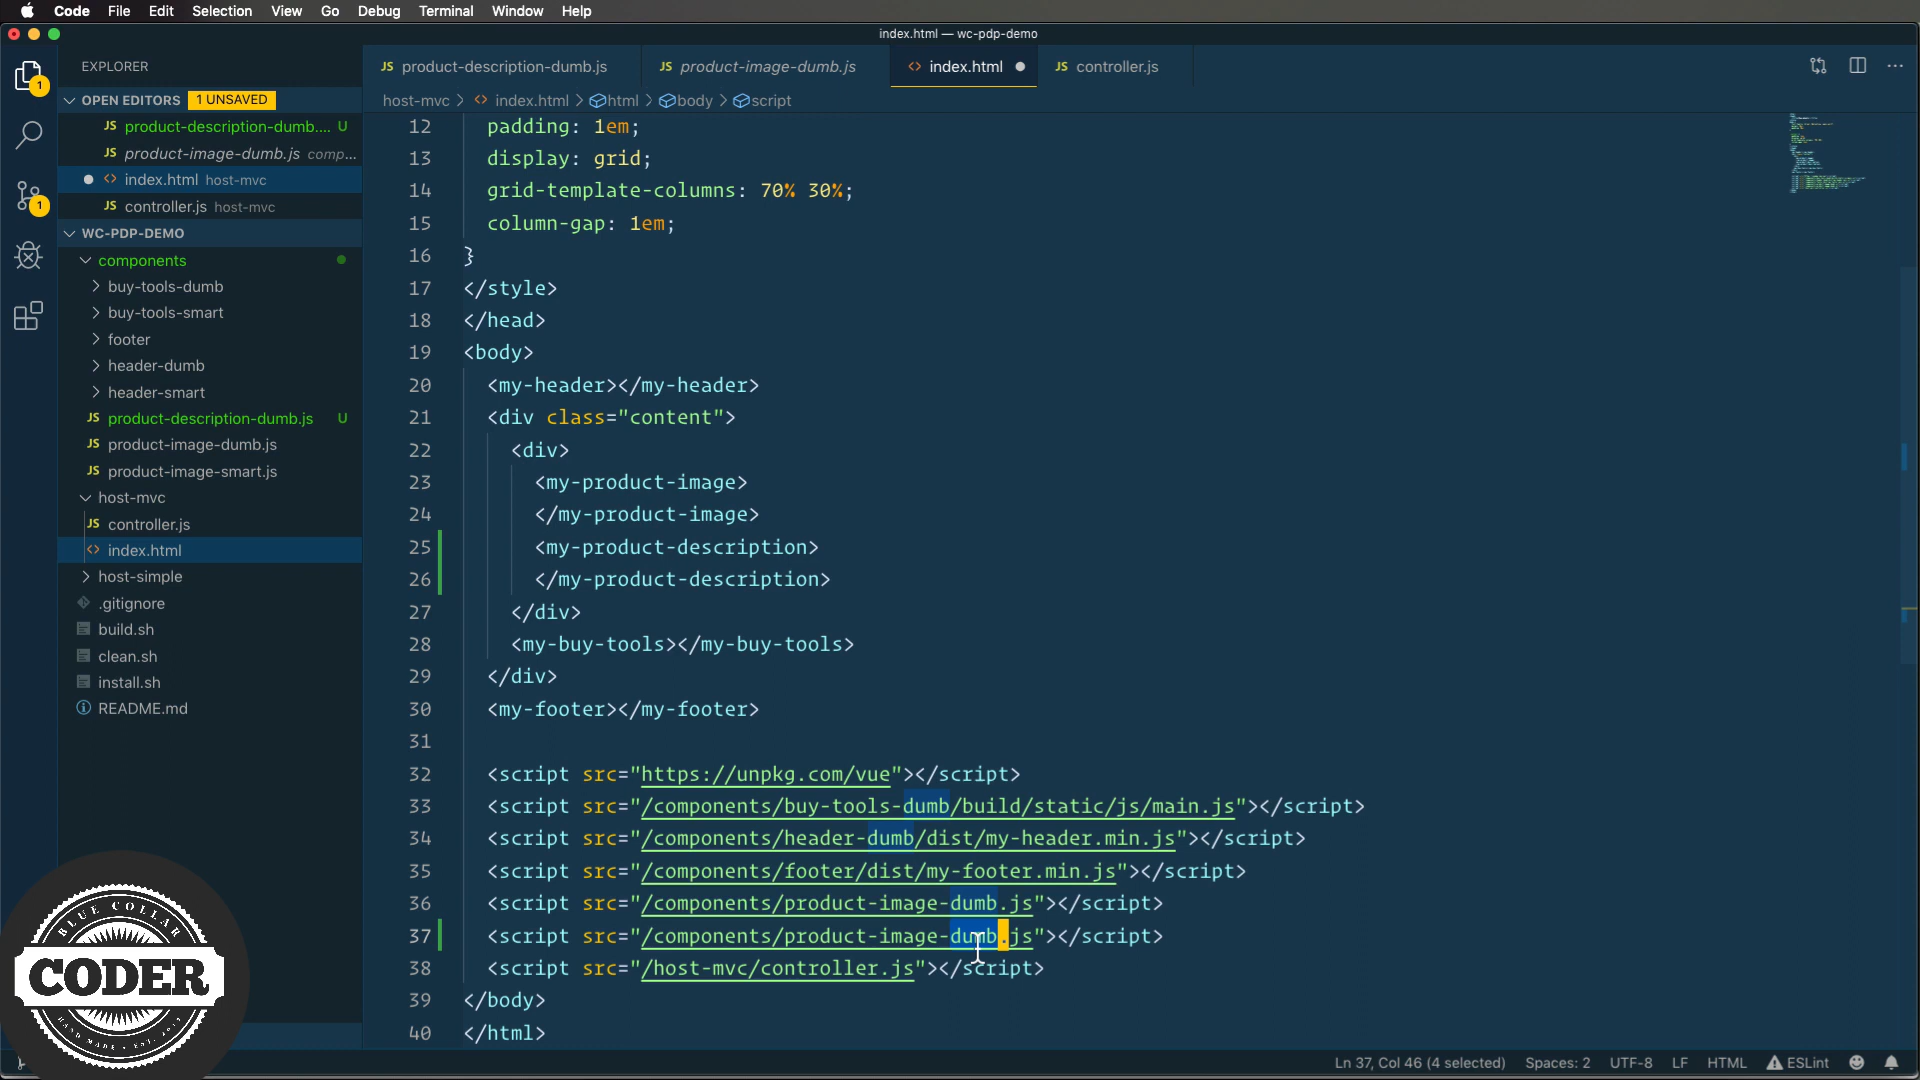 Code File Edit Selection View Go Debug Terminal Window Help
index.html — wc-pdp-demo
EXPLORER
OPEN EDITORS 1 UNSAVED
JS product-description-dumb.... U
JS product-image-dumb.js comp...
<> index.html host-mvc
JS controller.js host-mvc
WC-PDP-DEMO
components
buy-tools-dumb
buy-tools-smart
footer
header-dumb
header-smart
JS product-description-dumb.js U
JS product-image-dumb.js
JS product-image-smart.js
host-mvc
JS controller.js
<> index.html
host-simple
.gitignore
build.sh
clean.sh
install.sh
README.md
1
1
JS product-description-dumb.js
JS product-image-dumb.js
<> index.html
JS controller.js
host-mvc > <> index.html > html > body > script
12 padding: 1em;
13 display: grid;
14 grid-template-columns: 70% 30%;
15 column-gap: 1em;
16 }
17 </style>
18 </head>
19 <body>
20 <my-header></my-header>
21 <div class="content">
22 <div>
23 <my-product-image>
24 </my-product-image>
25 <my-product-description>
26 </my-product-description>
27 </div>
28 <my-buy-tools></my-buy-tools>
29 </div>
30 <my-footer></my-footer>
31
32 <script src="https://unpkg.com/vue"></script>
33 <script src="/components/buy-tools-dumb/build/static/js/main.js"></script>
34 <script src="/components/header-dumb/dist/my-header.min.js"></script>
35 <script src="/components/footer/dist/my-footer.min.js"></script>
36 <script src="/components/product-image-dumb.js"></script>
37 <script src="/components/product-image-dumb.js"></script>
38 <script src="/host-mvc/controller.js"></script>
39 </body>
40 </html>
BLUE COLLAR
CODER
HAND MADE • EST. 2017
Ln 37, Col 46 (4 selected) Spaces: 2 UTF-8 LF HTML ESLint